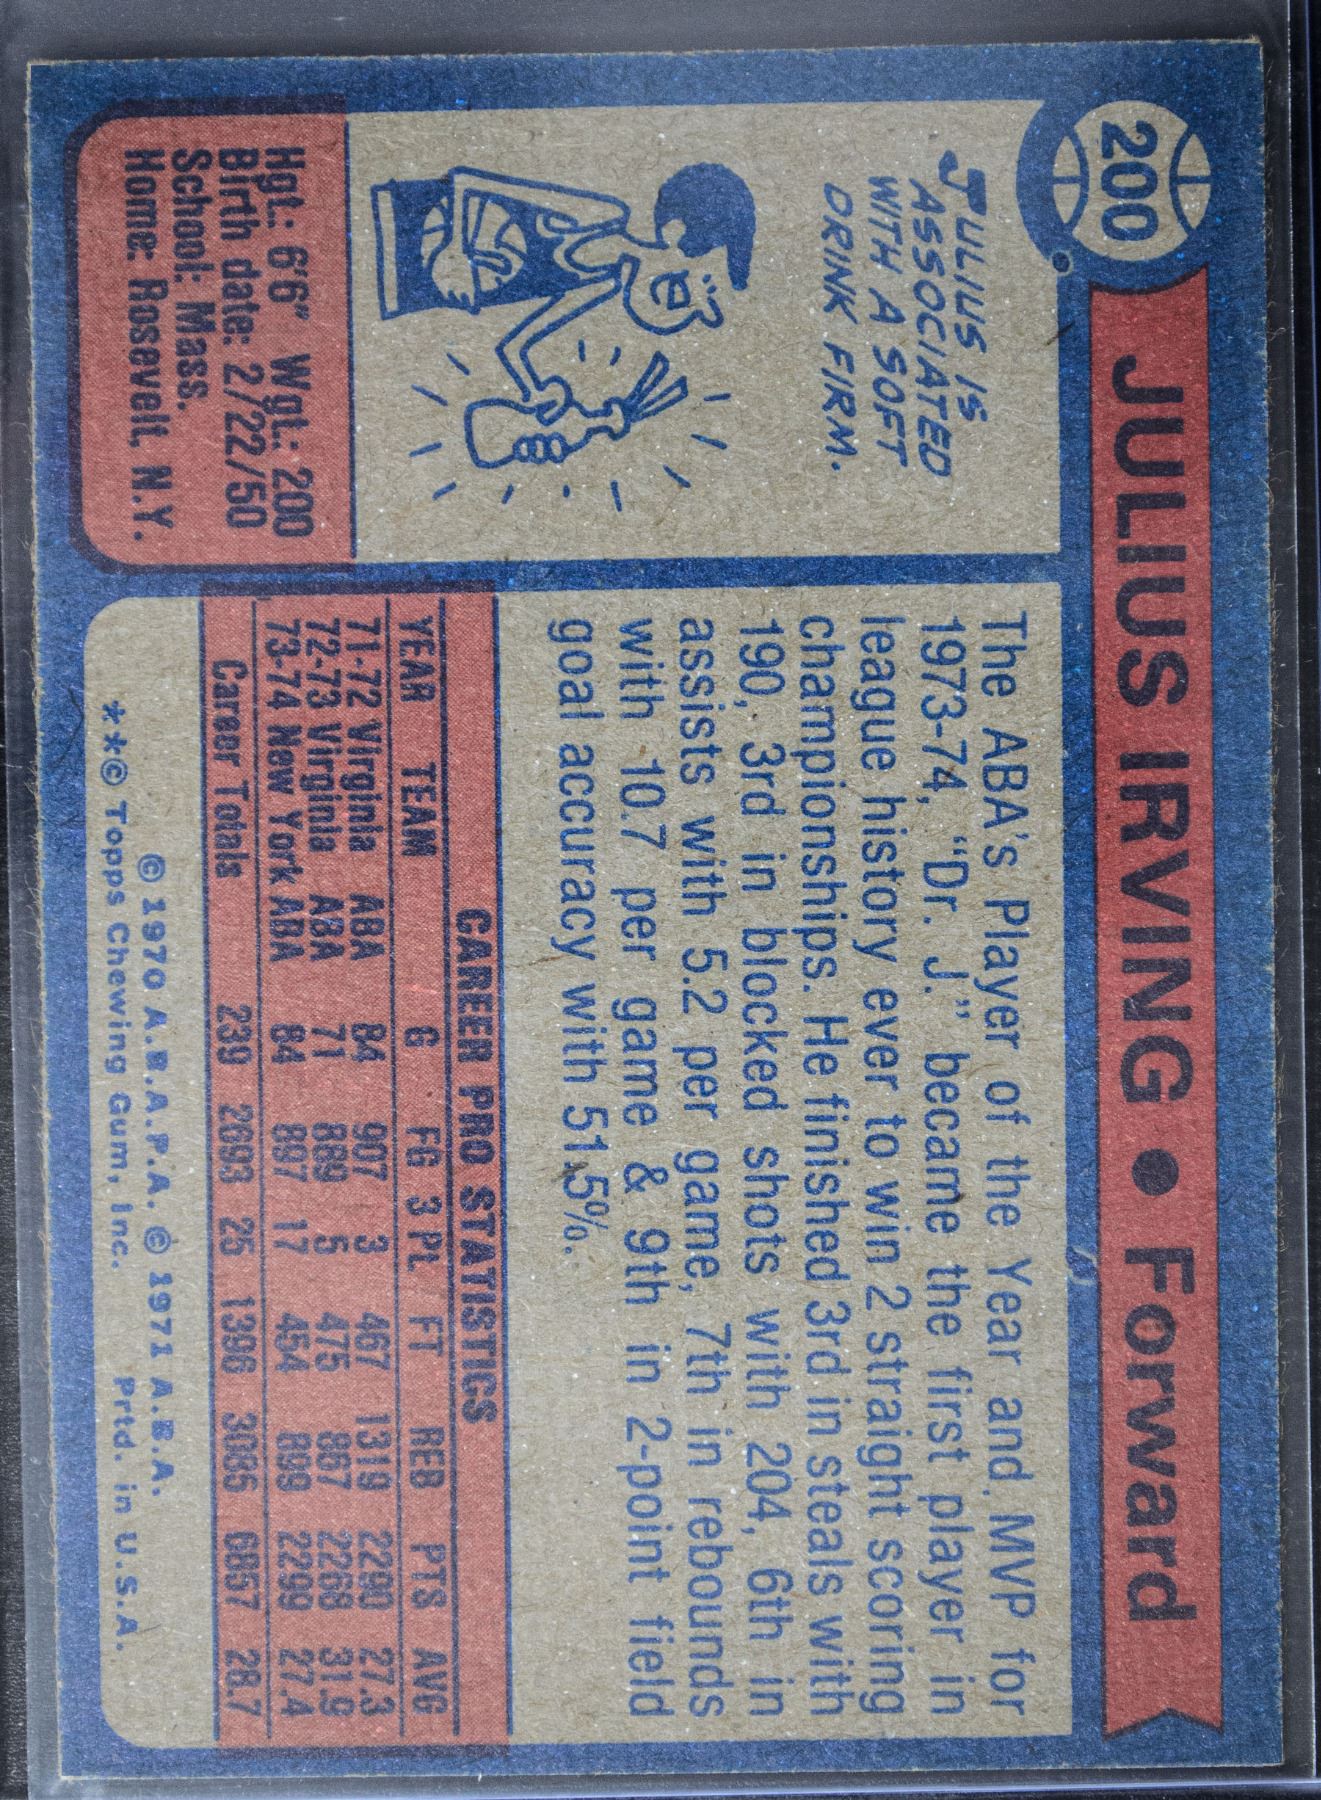 200
JULIUS IRVING • Forward
JULIUS IS
ASSOCIATED
WITH A SOFT
DRINK FIRM.
Hgt.: 6'6" Wgt.: 200
Birth date: 2/22/50
School: Mass.
Home: Rosevelt, N.Y.
The ABA's Player of the Year and MVP for
1973-74, "Dr. J." became the first player in
league history ever to win 2 straight scoring
championships. He finished 3rd in steals with
190, 3rd in blocked shots with 204, 6th in
assists with 5.2 per game, 7th in rebounds
with 10.7 per game & 9th in 2-point field
goal accuracy with 51.5%.
CAREER PRO STATISTICS
YEAR TEAM G FG 3 Pt. FT REB PTS AVG
71-72 Virginia ABA 84 907 3 467 1319 2290 27.3
72-73 Virginia ABA 71 889 5 475 867 2268 31.9
73-74 New York ABA 84 897 17 454 899 2299 27.4
Career Totals 239 2693 25 1396 3085 6857 28.7
© 1970 A.B.A.P.A. © 1971 A.B.A.
**© Topps Chewing Gum, Inc. Prtd. in U.S.A.